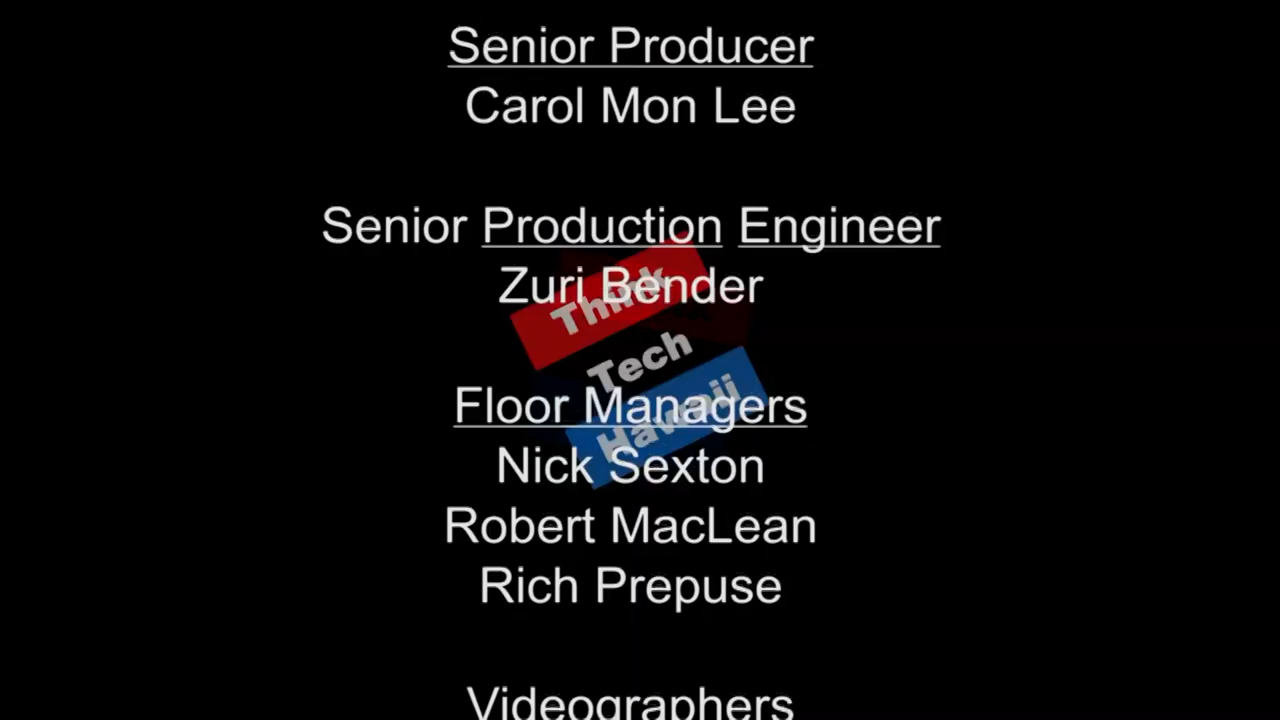 Senior Producer
Carol Mon Lee
Senior Production Engineer
Zuri Bender
Think
Tech
Hawaii
Floor Managers
Nick Sexton
Robert MacLean
Rich Prepuse
Videographers